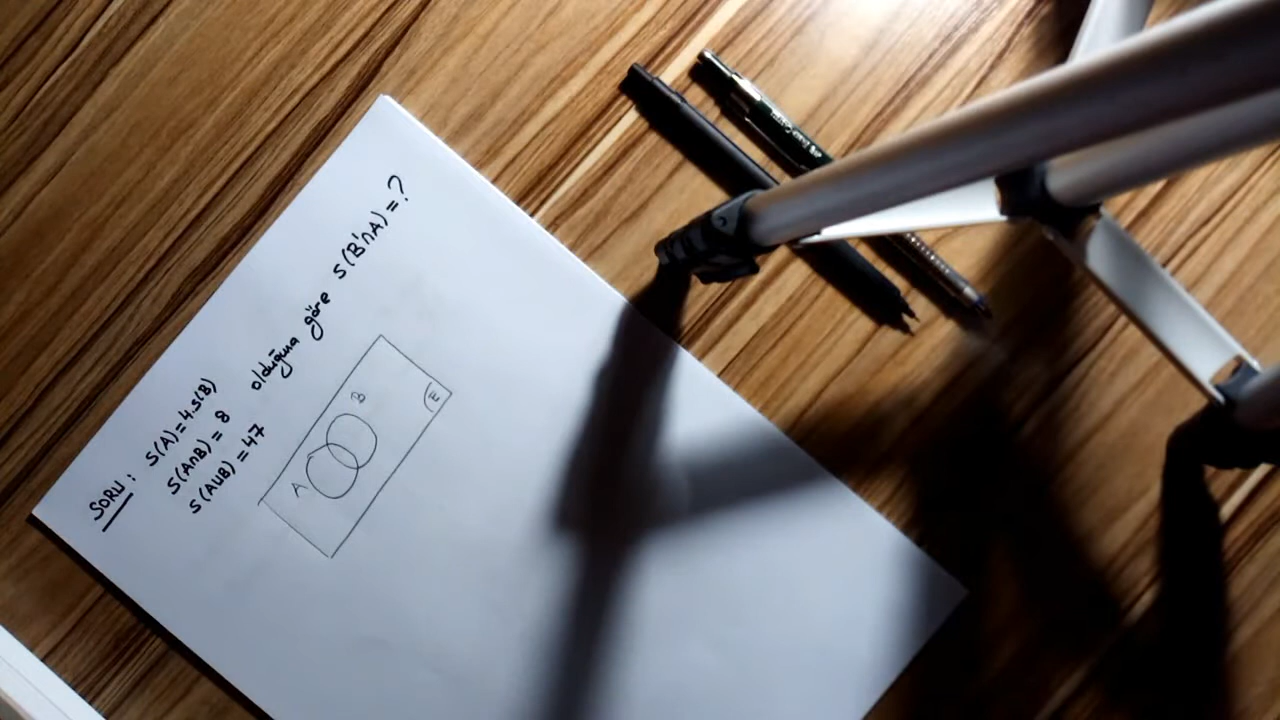 SORU: s(A)=4.s(B)
s(A∩B) = 8
s(A∪B) = 47 olduğuna göre s(B'∩A)=?
A B E